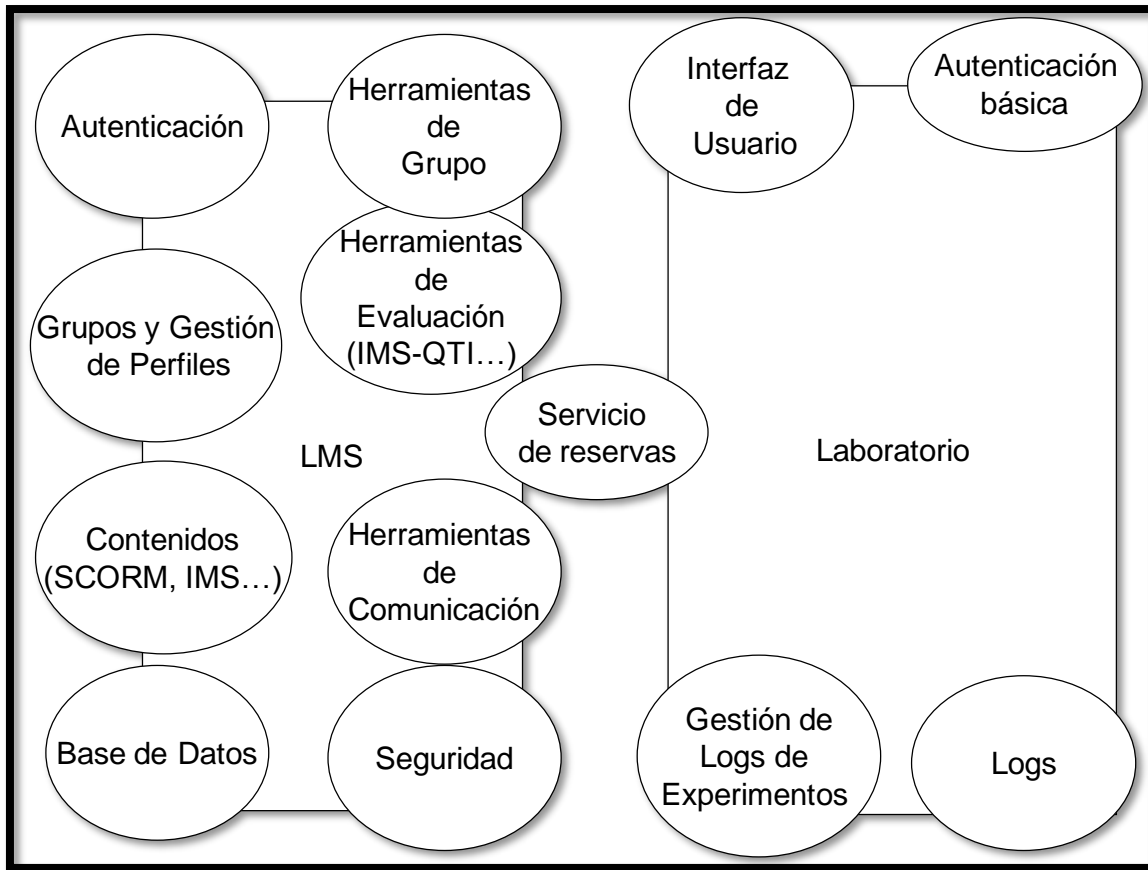 Autenticación
Herramientas
de
Grupo
Herramientas
de
Evaluación
(IMS-QTI…)
Grupos y Gestión
de Perfiles
LMS
Contenidos
(SCORM, IMS…)
Herramientas
de
Comunicación
Base de Datos
Seguridad
Servicio
de reservas
Interfaz
de
Usuario
Autenticación
básica
Laboratorio
Gestión de
Logs de
Experimentos
Logs